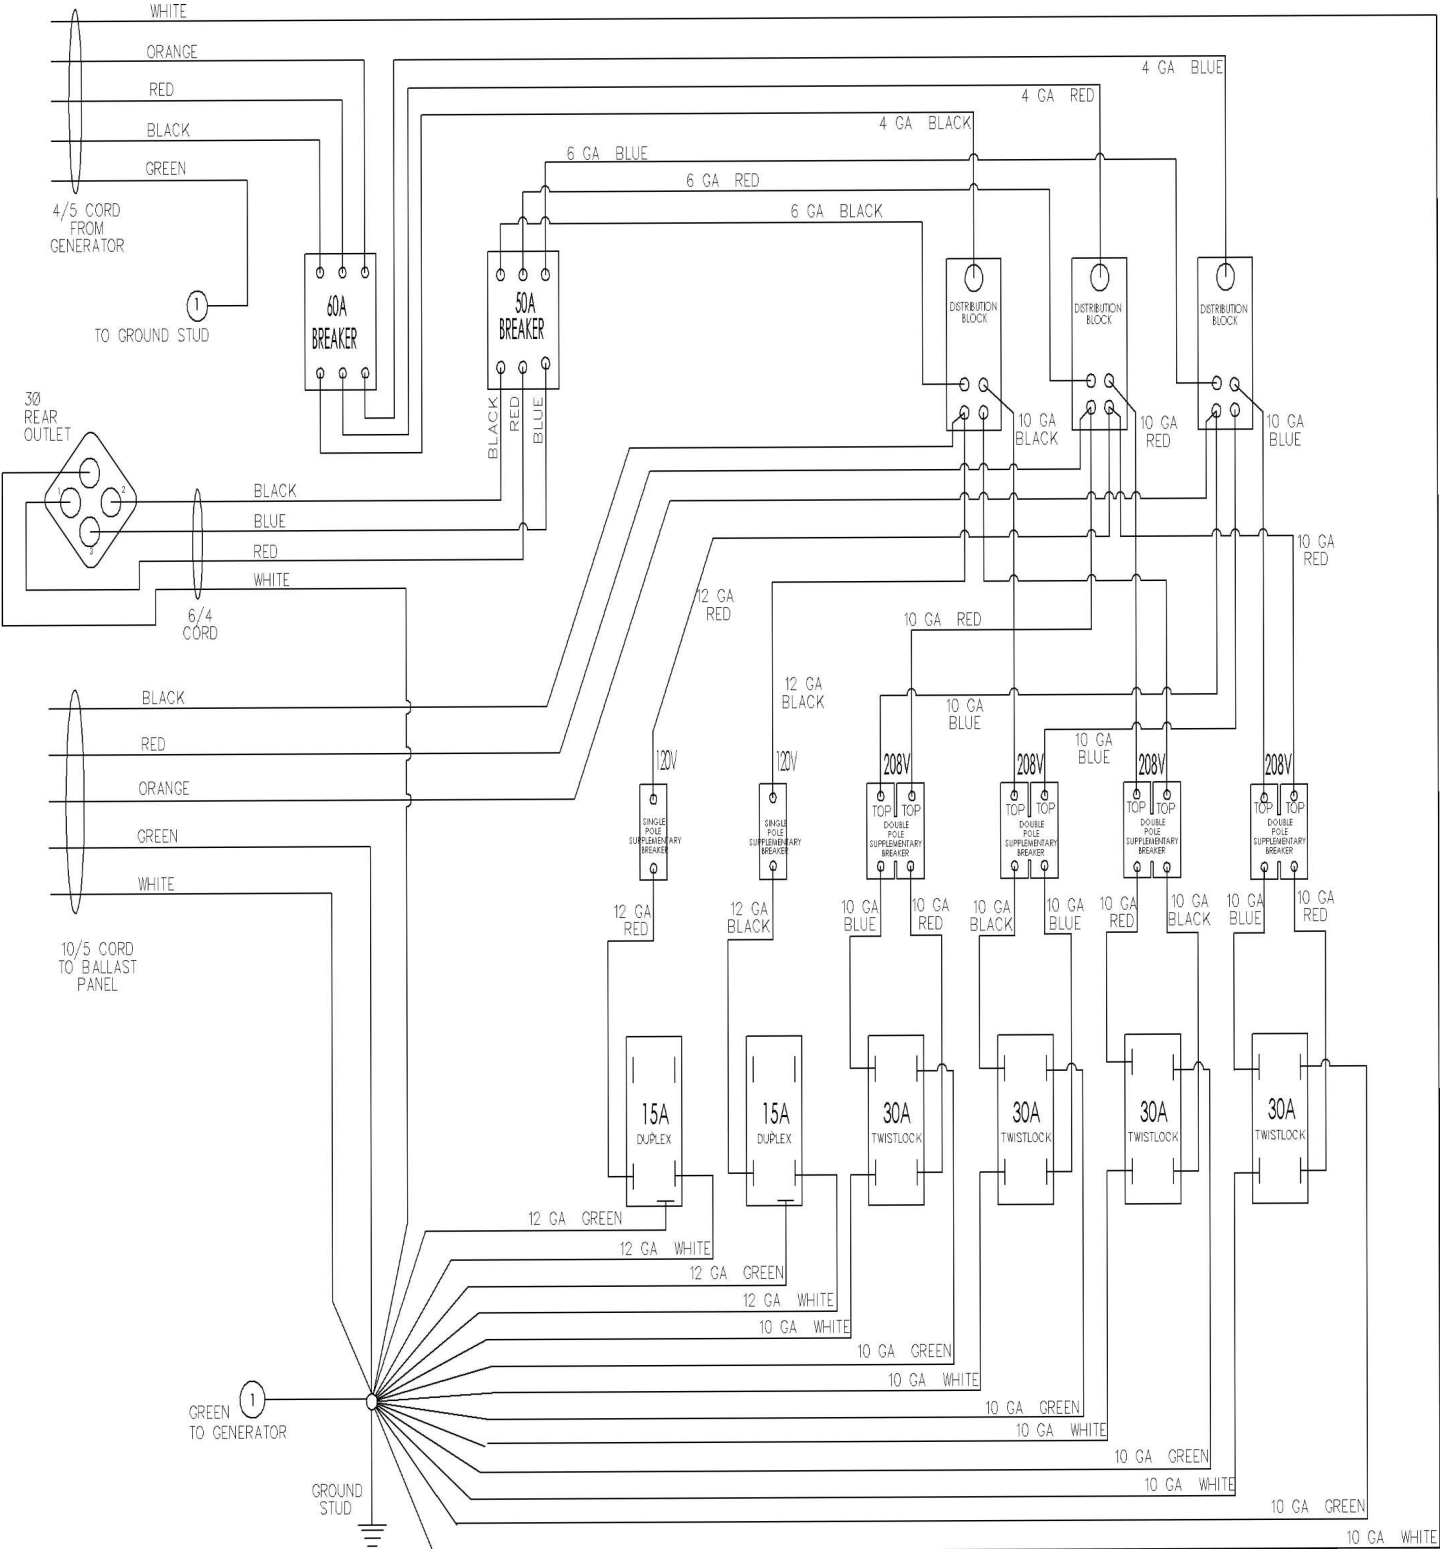 WHITE
ORANGE
RED
BLACK
GREEN
4/5 CORD
FROM
GENERATOR
1
TO GROUND STUD
4 GA BLUE
4 GA RED
4 GA BLACK
6 GA BLUE
6 GA RED
6 GA BLACK
60A
BREAKER
50A
BREAKER
DISTRIBUTION
BLOCK
DISTRIBUTION
BLOCK
DISTRIBUTION
BLOCK
BLACK
RED
BLUE
10 GA
BLACK
10 GA
RED
10 GA
BLUE
10 GA
RED
3Ø
REAR
OUTLET
1
2
3
BLACK
BLUE
RED
WHITE
6/4
CORD
12 GA
RED
12 GA
BLACK
10 GA RED
10 GA
BLUE
10 GA
BLUE
BLACK
RED
ORANGE
GREEN
WHITE
10/5 CORD
TO BALLAST
PANEL
120V
120V
208V
208V
208V
208V
SINGLE
POLE
SUPPLEMENTARY
BREAKER
SINGLE
POLE
SUPPLEMENTARY
BREAKER
TOP TOP
DOUBLE
POLE
SUPPLEMENTARY
BREAKER
TOP TOP
DOUBLE
POLE
SUPPLEMENTARY
BREAKER
TOP TOP
DOUBLE
POLE
SUPPLEMENTARY
BREAKER
TOP TOP
DOUBLE
POLE
SUPPLEMENTARY
BREAKER
12 GA
RED
12 GA
BLACK
10 GA
BLUE
10 GA
RED
10 GA
BLACK
10 GA
BLUE
10 GA
RED
10 GA
BLACK
10 GA
BLUE
10 GA
RED
15A
DUPLEX
15A
DUPLEX
30A
TWISTLOCK
30A
TWISTLOCK
30A
TWISTLOCK
30A
TWISTLOCK
12 GA GREEN
12 GA WHITE
12 GA GREEN
12 GA WHITE
10 GA WHITE
10 GA GREEN
10 GA WHITE
10 GA GREEN
10 GA WHITE
10 GA GREEN
10 GA WHITE
10 GA GREEN
10 GA WHITE
1
GREEN
TO GENERATOR
GROUND
STUD